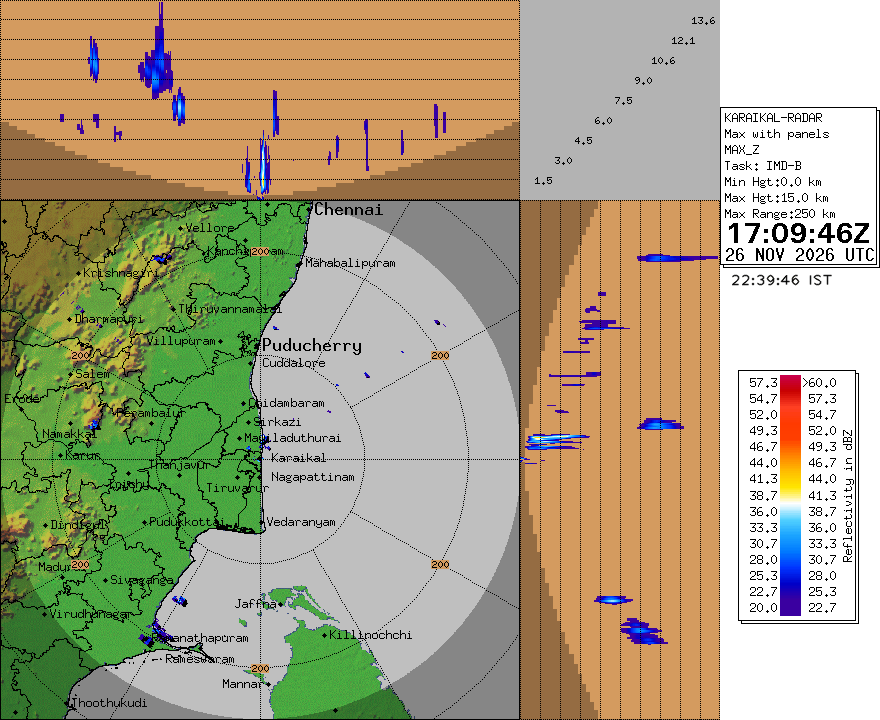 13.6
12.1
10.6
9.0
7.5
6.0
4.5
3.0
1.5
KARAIKAL-RADAR
Max with panels
MAX_Z
Task: IMD-B
Min Hgt:0.0 km
Max Hgt:15.0 km
Max Range:250 km
17:09:46Z
26 NOV 2026 UTC
22:39:46 IST
Chennai
Vellore
200
Mahabalipuram
Krishnagiri
Thiruvannamalai
Dharmapuri
Villupuram
Puducherry
200
200
Cuddalore
Salem
Erode
Chidambaram
Perambalur
Sirkazi
Namakkal
Mayiladuthurai
Karur
Karaikal
Thanjavur
Nagapattinam
Tiruvarur
Dindigul
Pudukkottai
Vedaranyam
200
200
Sivaganga
Jaffna
Virudhunagar
Ramanathapuram
Killinochchi
Rameswaram
200
Mannar
Thoothukudi
57.3 >60.0
54.7 57.3
52.0 54.7
49.3 52.0
46.7 49.3
44.0 46.7
41.3 44.0
38.7 41.3
36.0 38.7
33.3 36.0
30.7 33.3
28.0 30.7
25.3 28.0
22.7 25.3
20.0 22.7
Reflectivity in dBZ